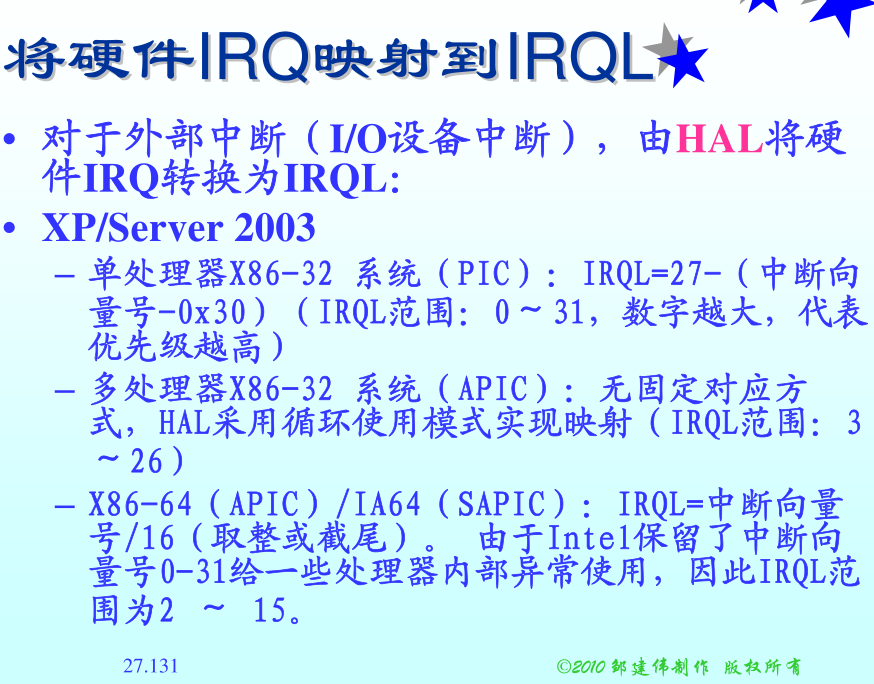 将硬件IRQ映射到IRQL
• 对于外部中断（I/O设备中断），由HAL将硬
件IRQ转换为IRQL:
• XP/Server 2003
– 单处理器X86-32 系统（PIC）：IRQL=27-（中断向
量号-0x30）（IRQL范围：0～31，数字越大，代表
优先级越高）
– 多处理器X86-32 系统（APIC）：无固定对应方
式，HAL采用循环使用模式实现映射（IRQL范围：3
～26）
– X86-64（APIC）/IA64（SAPIC）：IRQL=中断向量
号/16（取整或截尾）。 由于Intel保留了中断向
量号0-31给一些处理器内部异常使用，因此IRQL范
围为2 ～ 15。
27.131
©2010 邹建伟制作 版权所有